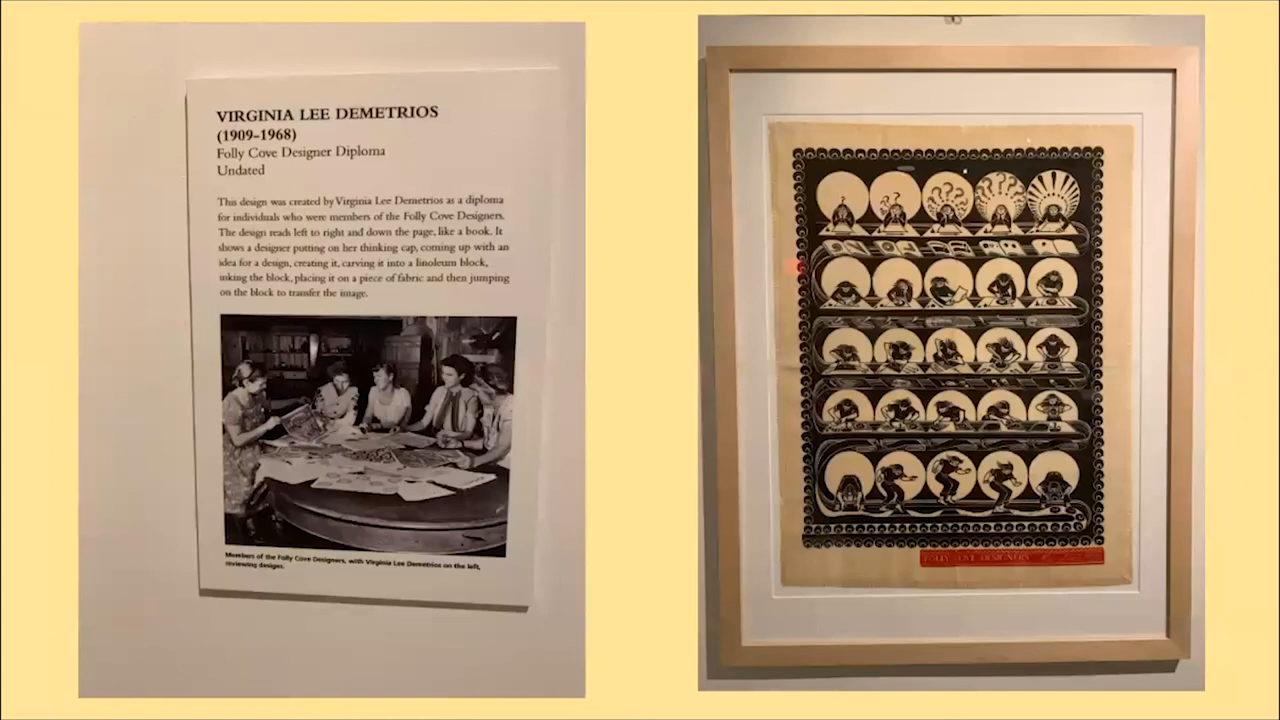 VIRGINIA LEE DEMETRIOS
(1909–1968)
Folly Cove Designer Diploma
Undated
This design was created by Virginia Lee Demetrios as a diploma
for individuals who were members of the Folly Cove Designers.
The design reads left to right and down the page, like a book. It
shows a designer putting on her thinking cap, coming up with an
idea for a design, creating it, carving it into a linoleum block,
inking the block, placing it on a piece of fabric and then jumping
on the block to transfer the image.
Members of the Folly Cove Designers, with Virginia Lee Demetrios on the left,
reviewing designs.
FOLLY COVE DESIGNERS